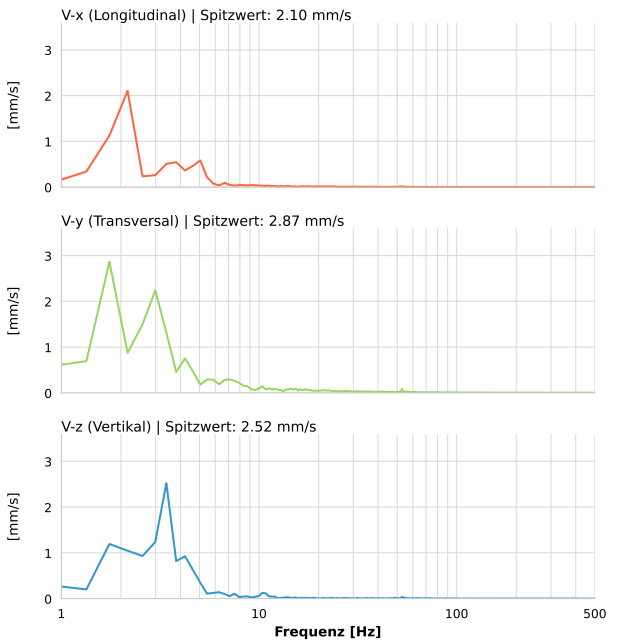 V-x (Longitudinal) | Spitzwert: 2.10 mm/s
3
2
1
0
[mm/s]
V-y (Transversal) | Spitzwert: 2.87 mm/s
3
2
1
0
[mm/s]
V-z (Vertikal) | Spitzwert: 2.52 mm/s
3
2
1
0
[mm/s]
1 10 100 500
Frequenz [Hz]